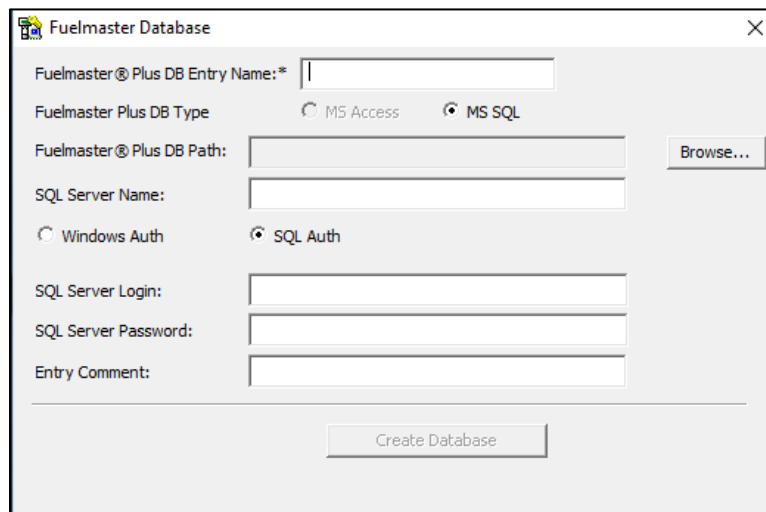 Fuelmaster Database
Fuelmaster® Plus DB Entry Name:*
Fuelmaster Plus DB Type MS Access MS SQL
Fuelmaster® Plus DB Path: Browse...
SQL Server Name:
Windows Auth SQL Auth
SQL Server Login:
SQL Server Password:
Entry Comment:
Create Database